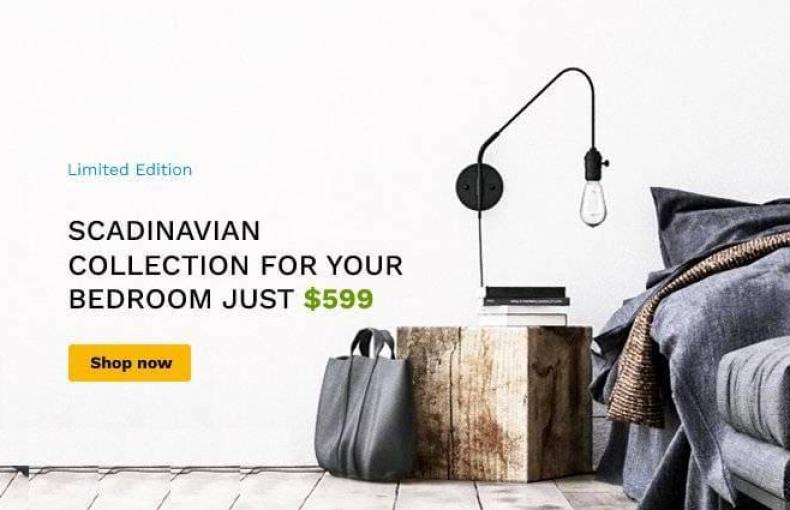 Limited Edition
SCADINAVIAN
COLLECTION FOR YOUR
BEDROOM JUST $599
Shop now